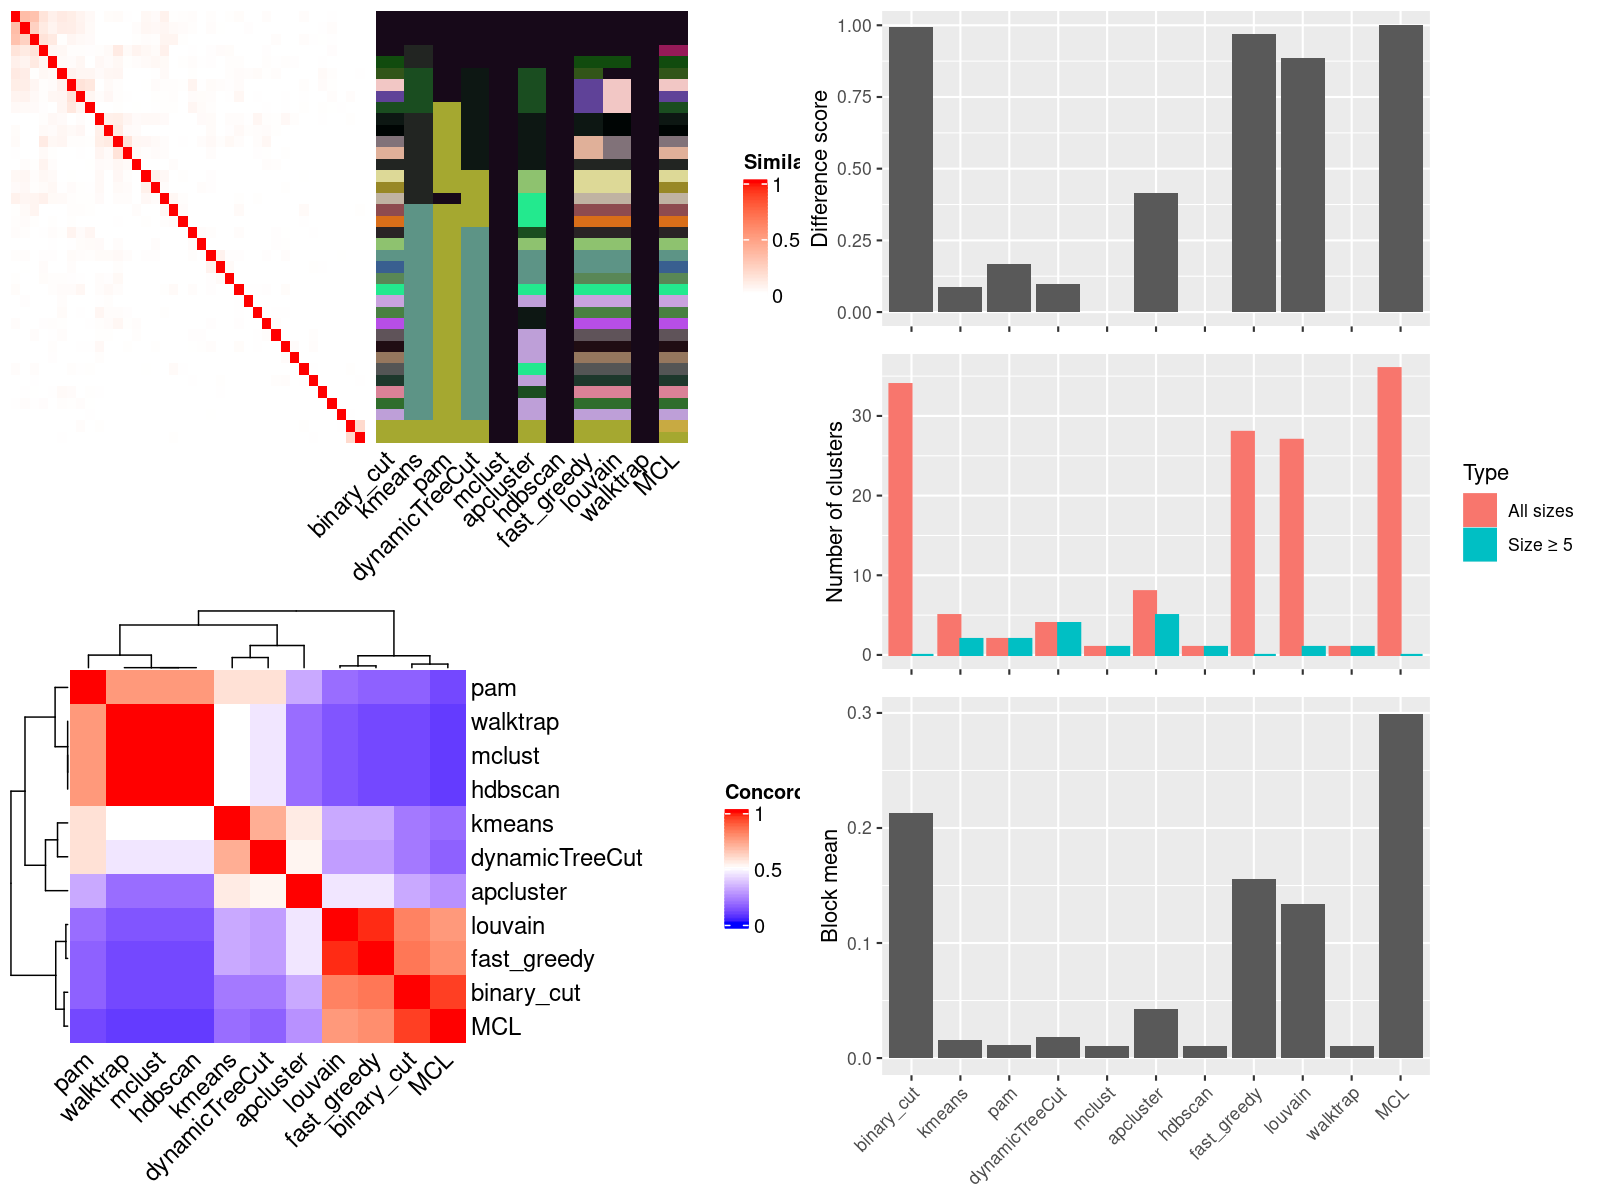 Simila
1
0.5
0
binary_cut
kmeans
pam
dynamicTreeCut
mclust
apcluster
hdbscan
fast_greedy
louvain
walktrap
MCL
pam
walktrap
mclust
hdbscan
kmeans
dynamicTreeCut
apcluster
louvain
fast_greedy
binary_cut
MCL
Concord
1
0.5
0
pam
walktrap
mclust
hdbscan
kmeans
dynamicTreeCut
apcluster
louvain
fast_greedy
binary_cut
MCL
Difference score
1.00
0.75
0.50
0.25
0.00
Number of clusters
30
20
10
0
Type
All sizes
Size ≥ 5
Block mean
0.3
0.2
0.1
0.0
binary_cut
kmeans
pam
dynamicTreeCut
mclust
apcluster
hdbscan
fast_greedy
louvain
walktrap
MCL